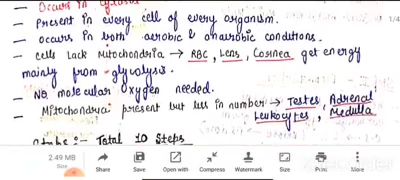 - Occurs in cytosol
- Present in every cell of every organism.
- occurs in both aerobic & anaerobic conditions.
- cells Lack Mitochondria → RBC, Lens, Cornea get energy
mainly from glycolysis.
- No molecular Oxygen needed.
- Mitochondria present but less in number → Testes, Adrenal
Leukocytes, Medulla
:- Total 10 Steps
1/4
2.49 MB
Share
Save
Open with
Compress
Watermark
Size
Print
More